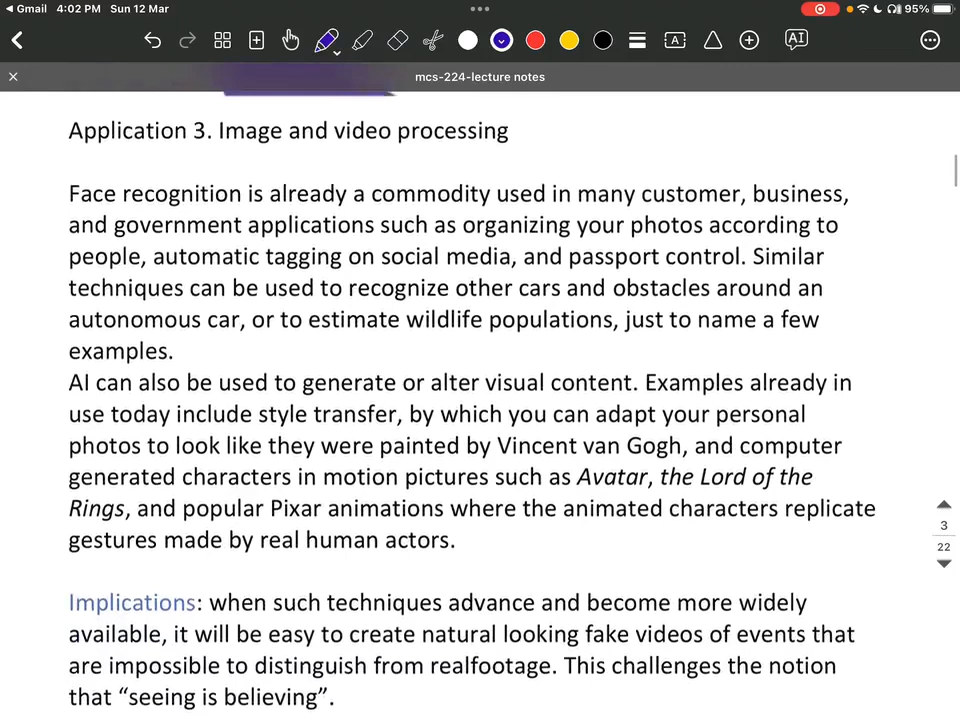 Gmail 4:02 PM Sun 12 Mar 95%
A AI
mcs-224-lecture notes
Application 3. Image and video processing
Face recognition is already a commodity used in many customer, business,
and government applications such as organizing your photos according to
people, automatic tagging on social media, and passport control. Similar
techniques can be used to recognize other cars and obstacles around an
autonomous car, or to estimate wildlife populations, just to name a few
examples.
AI can also be used to generate or alter visual content. Examples already in
use today include style transfer, by which you can adapt your personal
photos to look like they were painted by Vincent van Gogh, and computer
generated characters in motion pictures such as Avatar, the Lord of the
Rings, and popular Pixar animations where the animated characters replicate
gestures made by real human actors.
3
22
Implications: when such techniques advance and become more widely
available, it will be easy to create natural looking fake videos of events that
are impossible to distinguish from realfootage. This challenges the notion
that “seeing is believing”.